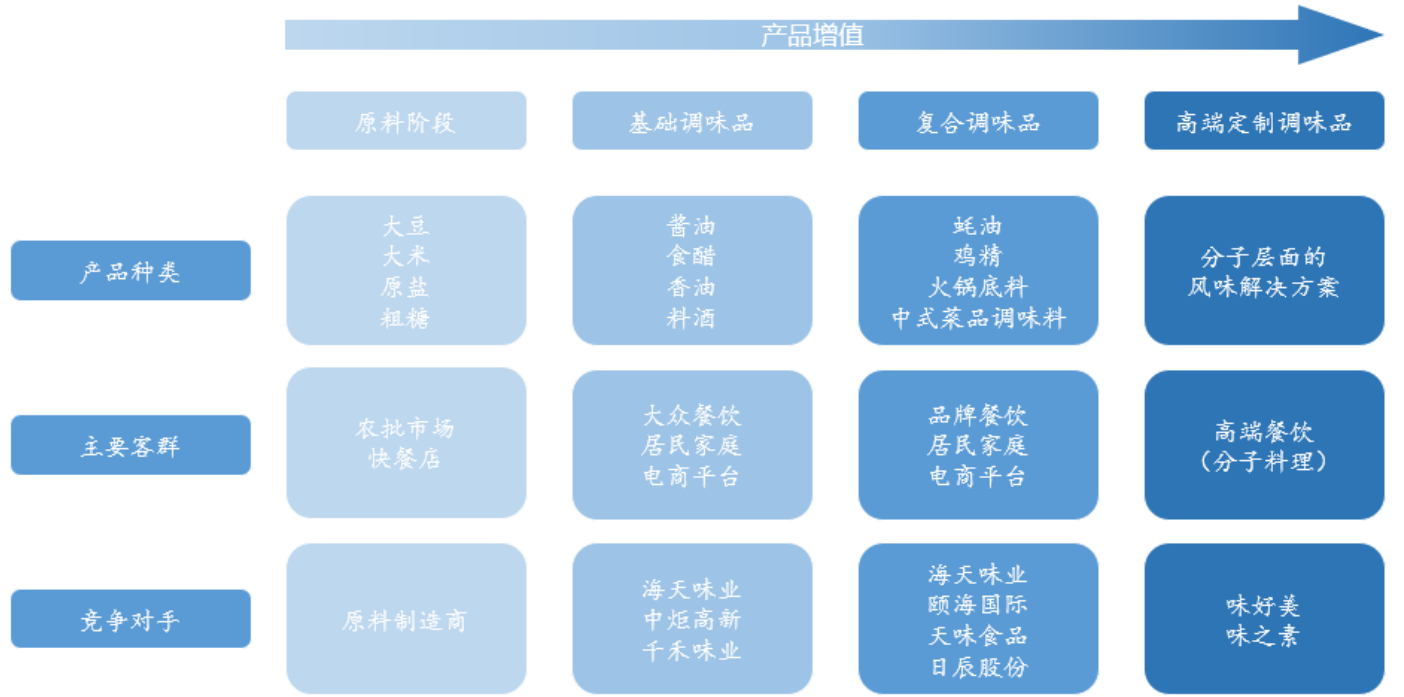 产品增值
原料阶段
基础调味品
复合调味品
高端定制调味品
产品种类
大豆
大米
原盐
粗糖
酱油
食醋
香油
料酒
蚝油
鸡精
火锅底料
中式菜品调味料
分子层面的
风味解决方案
主要客群
农批市场
快餐店
大众餐饮
居民家庭
电商平台
品牌餐饮
居民家庭
电商平台
高端餐饮
（分子料理）
竞争对手
原料制造商
海天味业
中炬高新
千禾味业
海天味业
颐海国际
天味食品
日辰股份
味好美
味之素